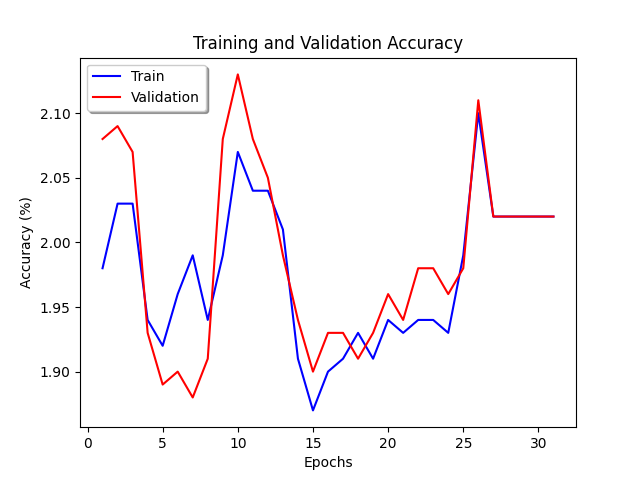 Training and Validation Accuracy
Train
Validation
2.10
2.05
2.00
1.95
1.90
Accuracy (%)
0 5 10 15 20 25 30
Epochs